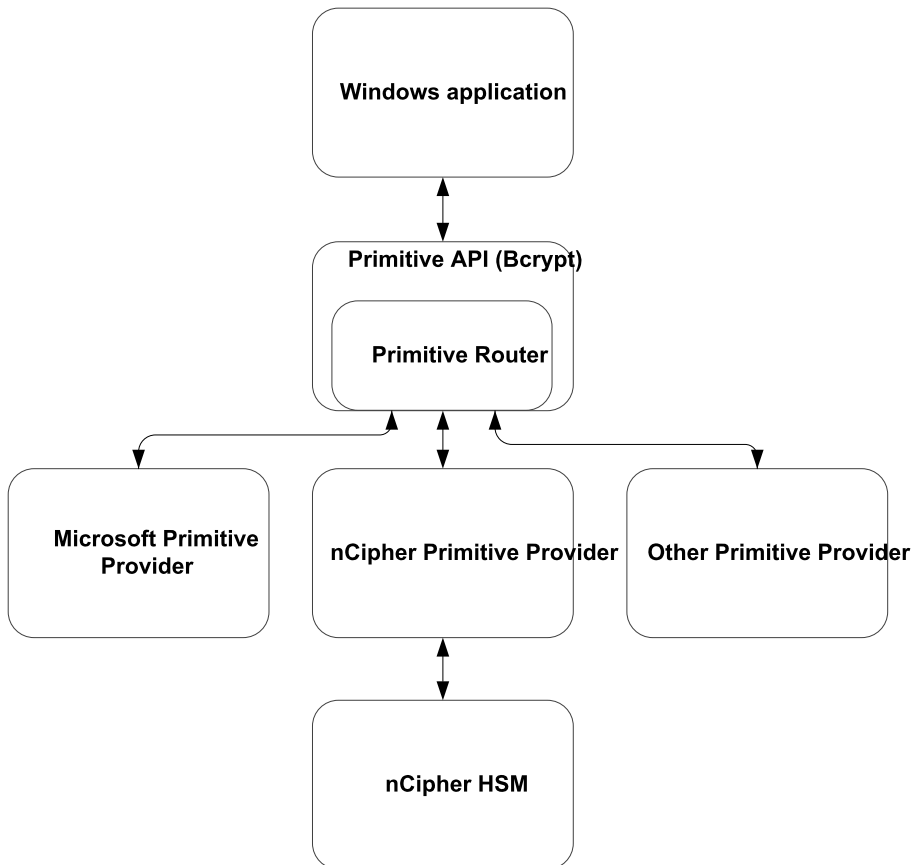 Windows application
Primitive API (Bcrypt)
Primitive Router
Microsoft Primitive
Provider
nCipher Primitive Provider
Other Primitive Provider
nCipher HSM